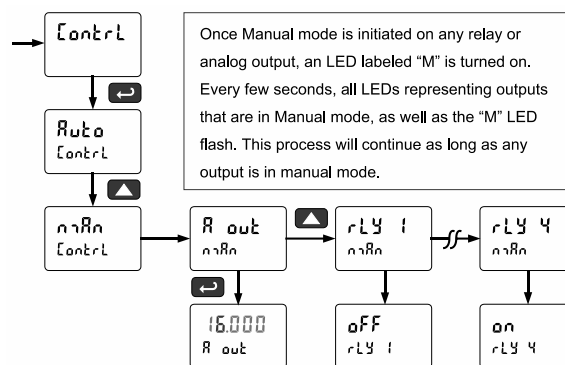 Contrl
Once Manual mode is initiated on any relay or
analog output, an LED labeled “M” is turned on.
Every few seconds, all LEDs representing outputs
that are in Manual mode, as well as the “M” LED
flash. This process will continue as long as any
output is in manual mode.
Auto
Contrl
mAn
Contrl
A out
mAn
rLY 1
mAn
rLY 4
mAn
16.000
A out
oFF
rLY 1
on
rLY 4